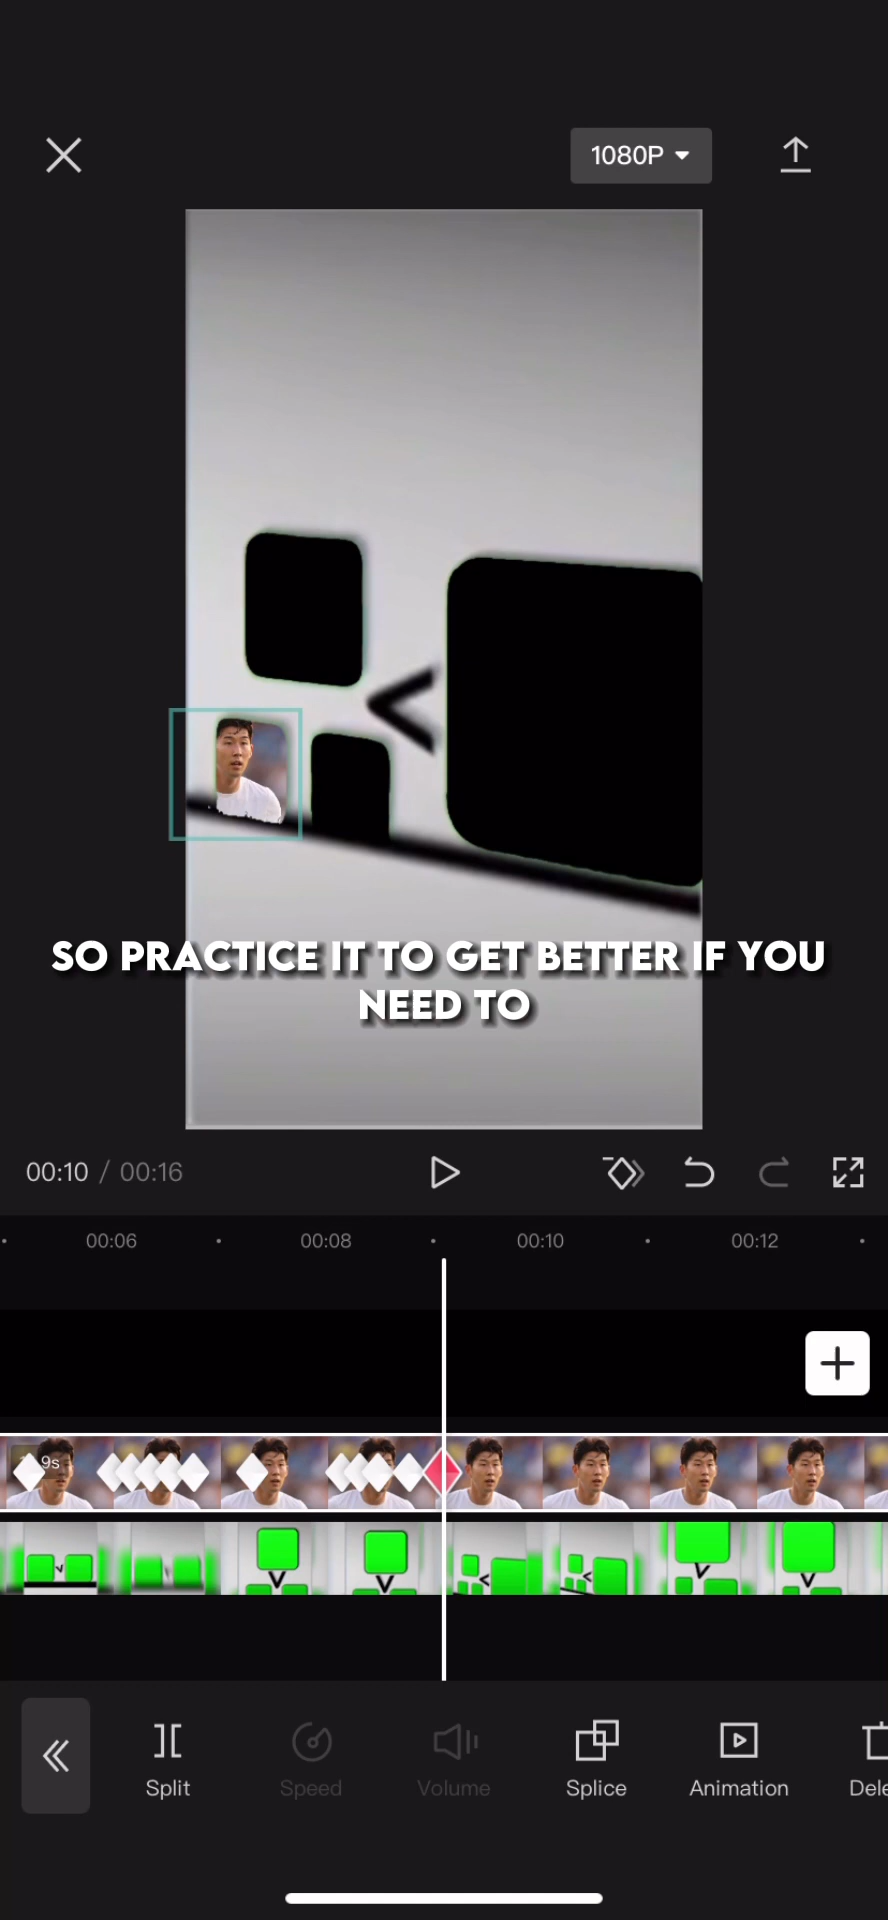 1080P
<
SO PRACTICE IT TO GET BETTER IF YOU
NEED TO
00:10 / 00:16
00:06 00:08 00:10 00:12
9s
Split Speed Volume Splice Animation Dele